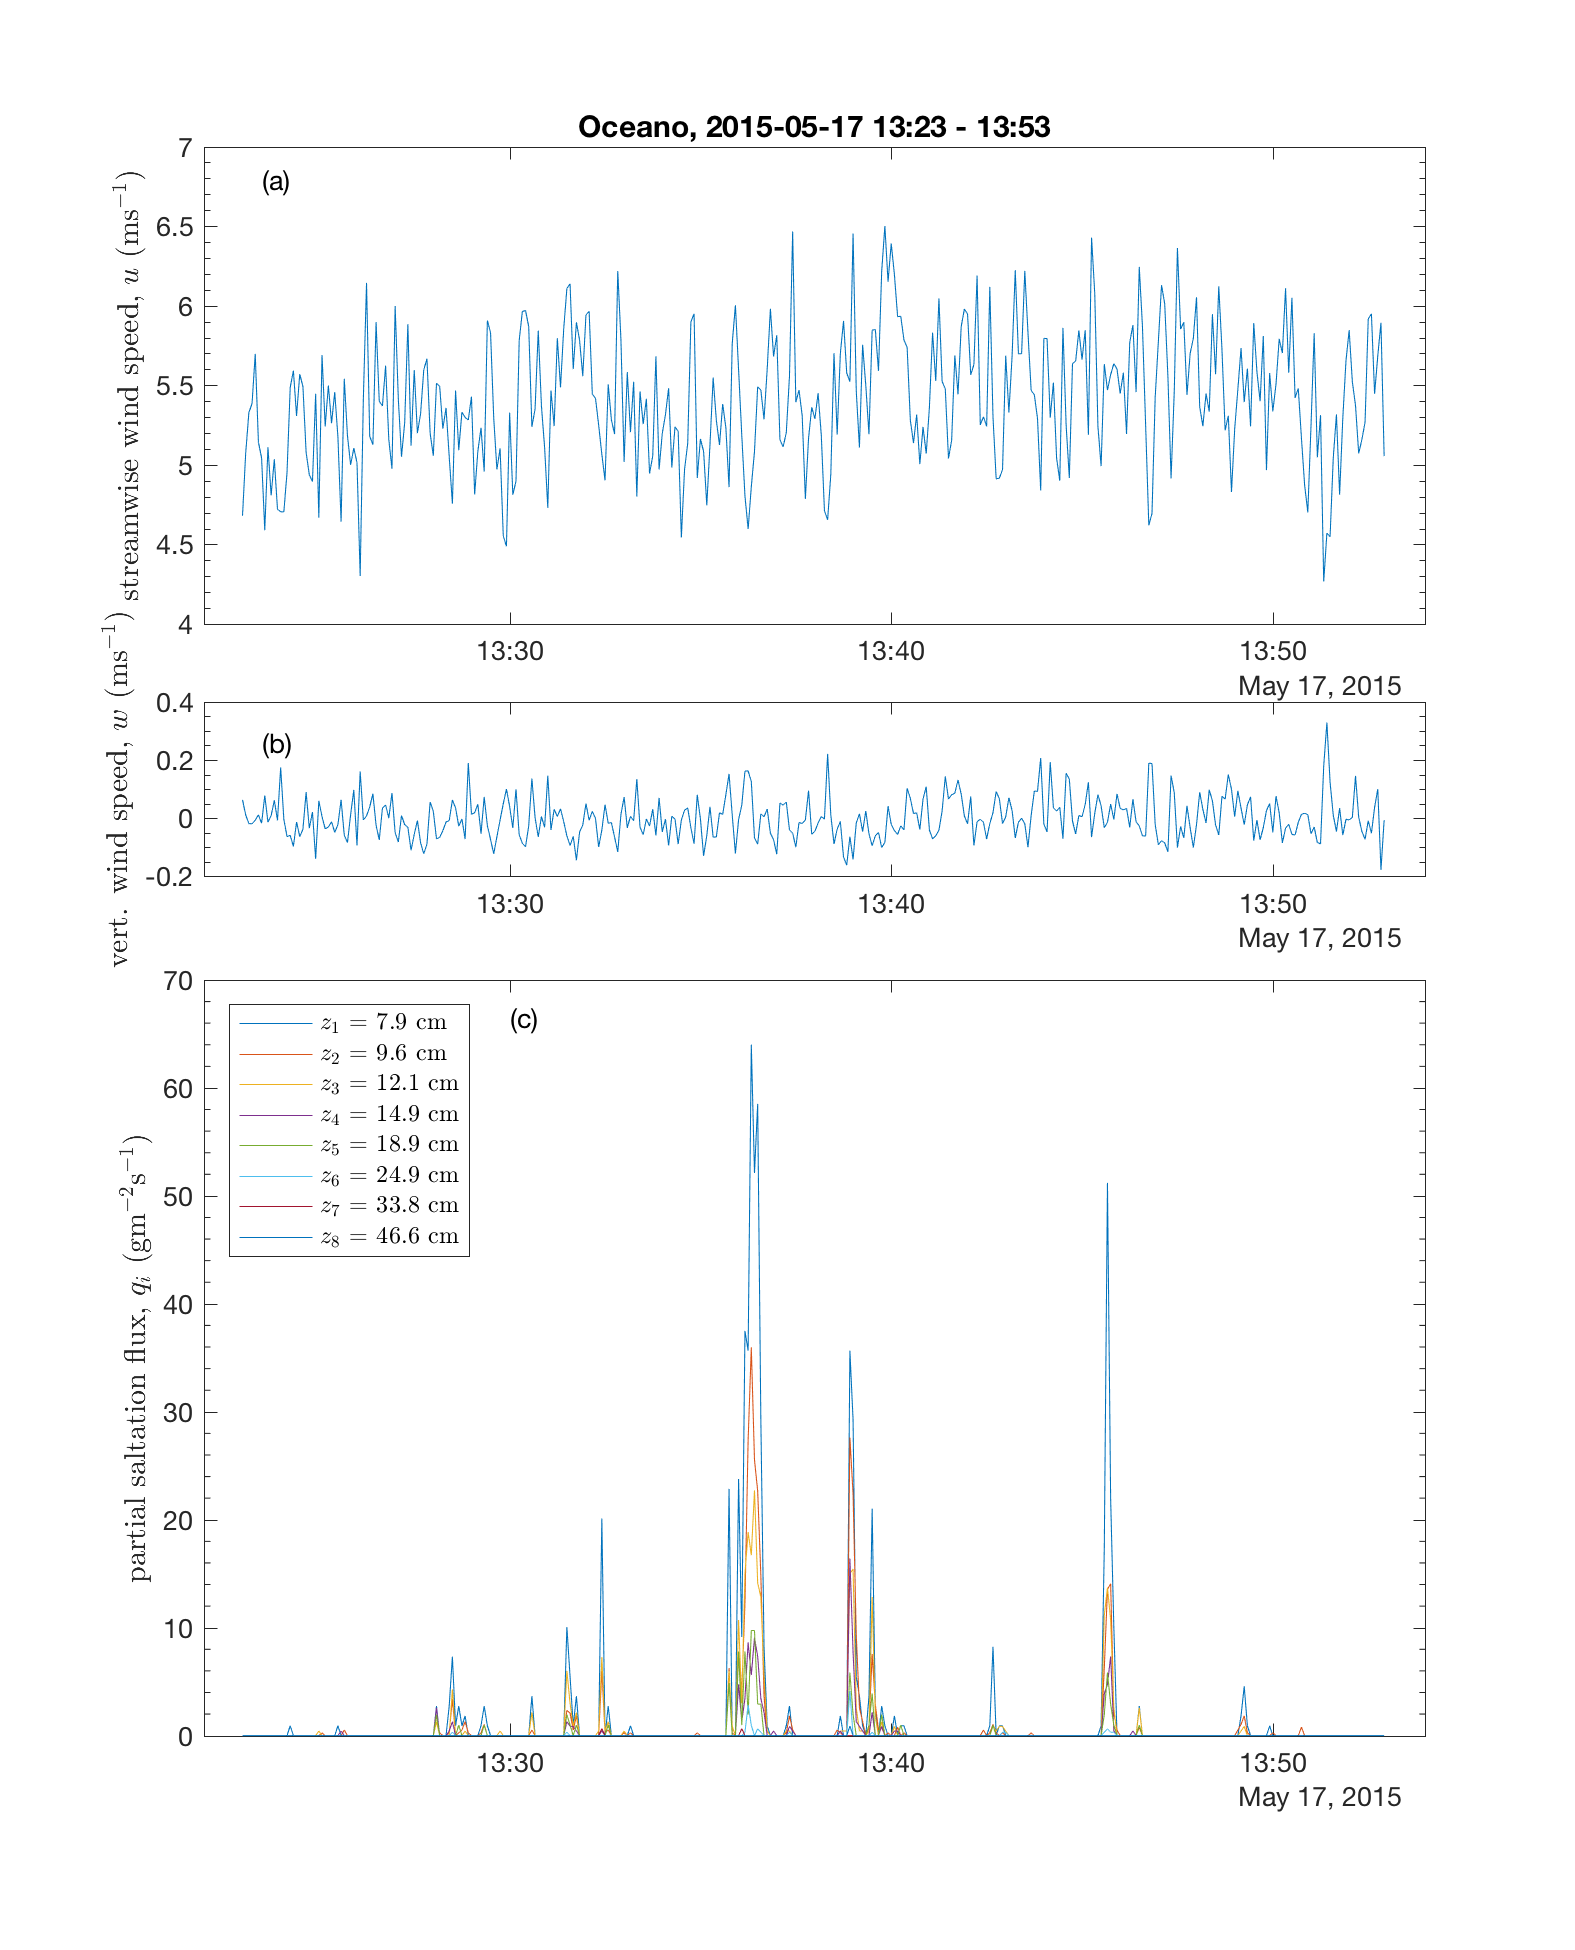 Oceano, 2015-05-17 13:23 - 13:53
(a)
streamwise wind speed, u (ms⁻¹)
7
6.5
6
5.5
5
4.5
4
13:30 13:40 13:50
May 17, 2015
(b)
vert. wind speed, w (ms⁻¹)
0.4
0.2
0
-0.2
13:30 13:40 13:50
May 17, 2015
(c)
partial saltation flux, qᵢ (gm⁻²s⁻¹)
70
60
50
40
30
20
10
0
z₁ = 7.9 cm
z₂ = 9.6 cm
z₃ = 12.1 cm
z₄ = 14.9 cm
z₅ = 18.9 cm
z₆ = 24.9 cm
z₇ = 33.8 cm
z₈ = 46.6 cm
13:30 13:40 13:50
May 17, 2015